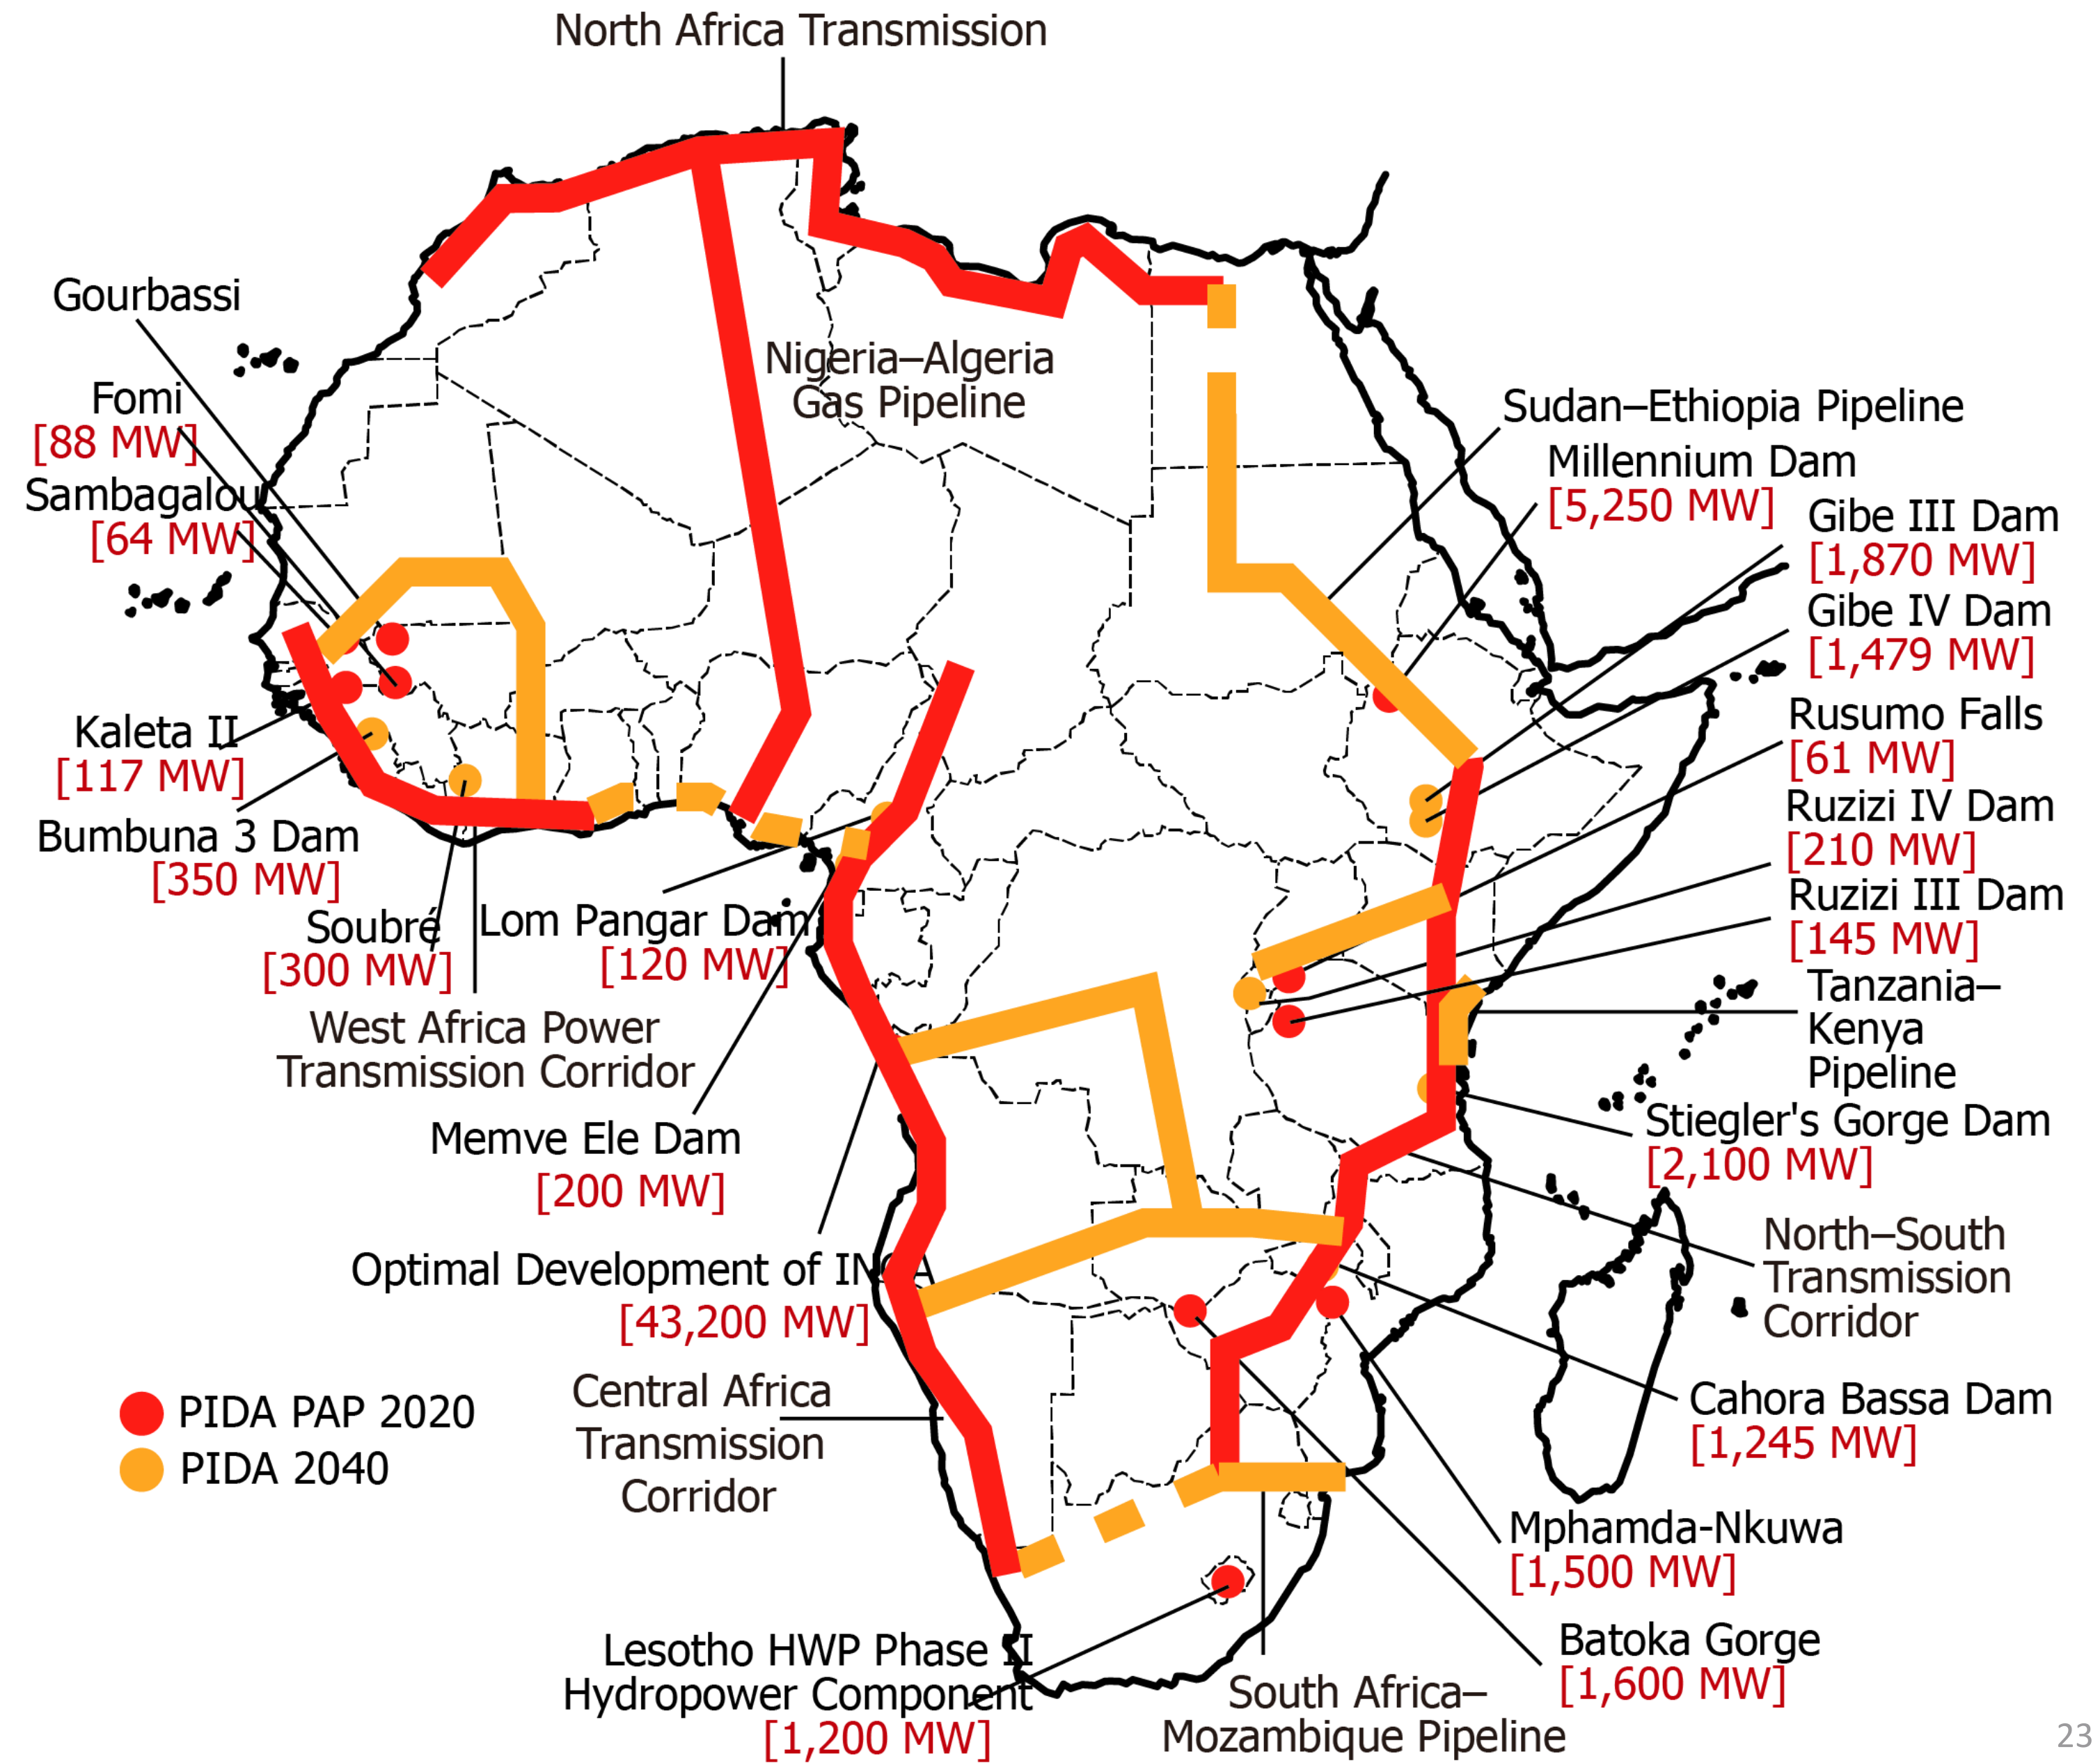 North Africa Transmission
Gourbassi
Nigeria–Algeria
Gas Pipeline
Fomi
[88 MW]
Sambagalou
[64 MW]
Sudan–Ethiopia Pipeline
Millennium Dam
[5,250 MW]
Gibe III Dam
[1,870 MW]
Gibe IV Dam
[1,479 MW]
Rusumo Falls
[61 MW]
Kaleta II
[117 MW]
Bumbuna 3 Dam
[350 MW]
Ruzizi IV Dam
[210 MW]
Ruzizi III Dam
[145 MW]
Soubré
[300 MW]
Lom Pangar Dam
[120 MW]
Tanzania–
Kenya
Pipeline
West Africa Power
Transmission Corridor
Stiegler's Gorge Dam
[2,100 MW]
Memve Ele Dam
[200 MW]
North–South
Transmission
Corridor
Optimal Development of INGA
[43,200 MW]
Cahora Bassa Dam
[1,245 MW]
Central Africa
Transmission
Corridor
PIDA PAP 2020
PIDA 2040
Mphamda-Nkuwa
[1,500 MW]
Batoka Gorge
[1,600 MW]
Lesotho HWP Phase II
Hydropower Component
[1,200 MW]
South Africa–
Mozambique Pipeline
23